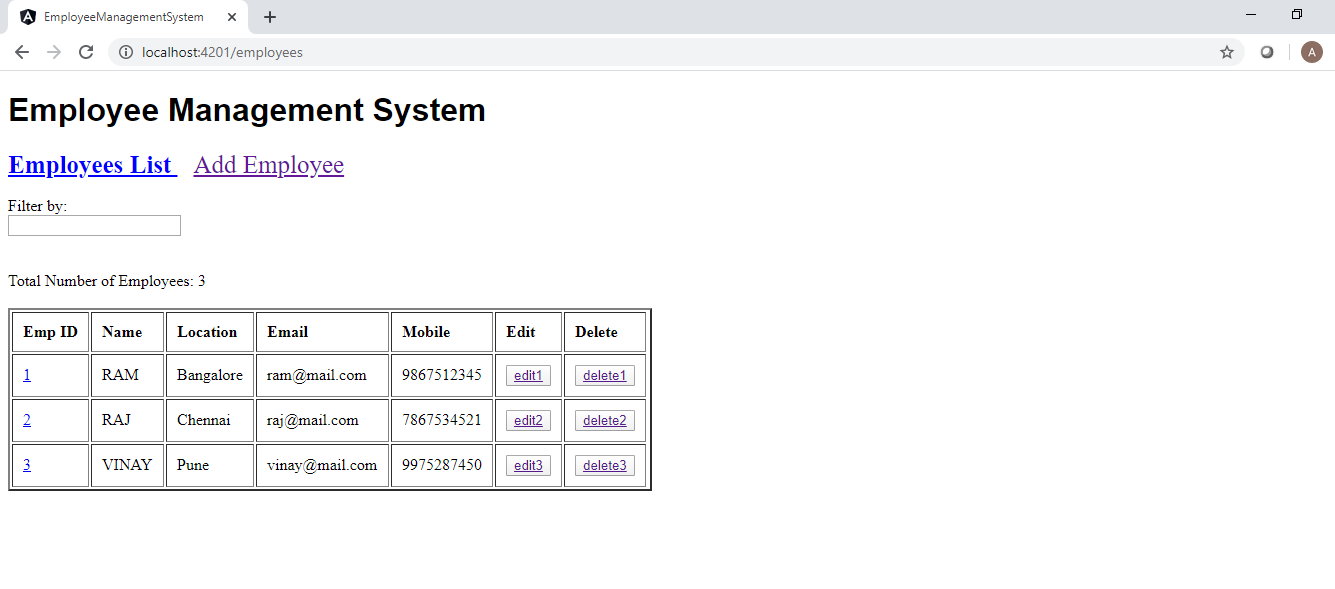 EmployeeManagementSystem
localhost:4201/employees
A
Employee Management System
Employees List Add Employee
Filter by:
Total Number of Employees: 3
Emp ID Name Location Email Mobile Edit Delete
1 RAM Bangalore ram@mail.com 9867512345 edit1 delete1
2 RAJ Chennai raj@mail.com 7867534521 edit2 delete2
3 VINAY Pune vinay@mail.com 9975287450 edit3 delete3